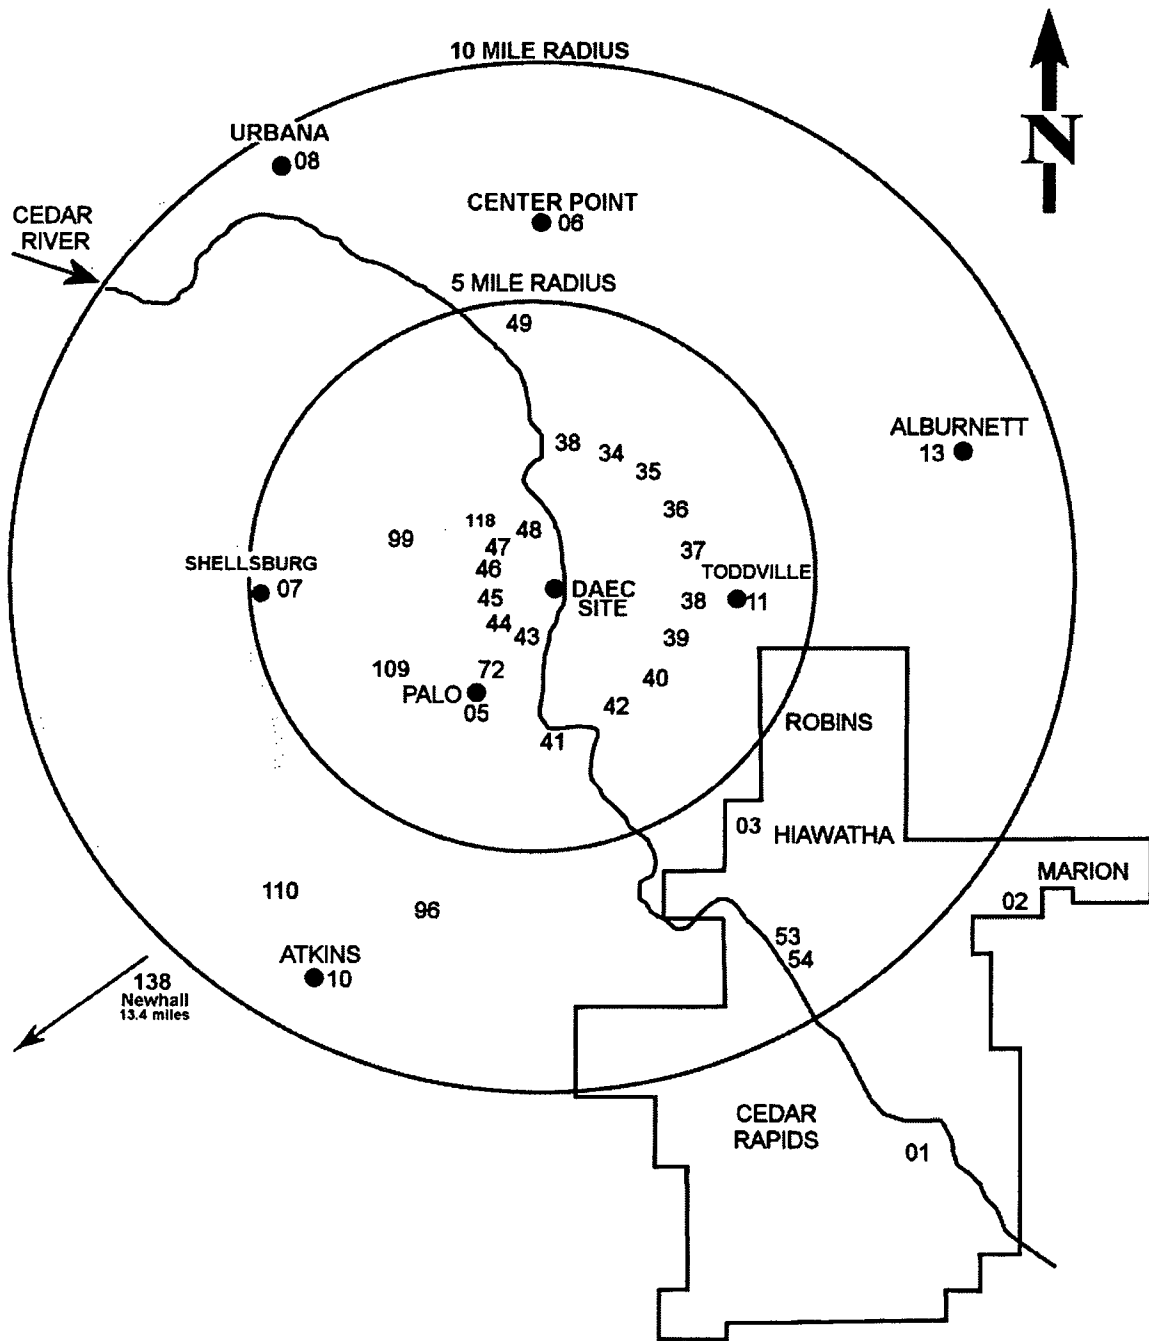 10 MILE RADIUS
URBANA
08
N
CENTER POINT
06
CEDAR
RIVER
5 MILE RADIUS
49
ALBURNETT
13
38
34
35
36
118
48
99
47
37
SHELLSBURG
07
46
TODDVILLE
11
DAEC
SITE
45
38
44
43
39
109
72
PALO
05
40
42
41
ROBINS
03
HIAWATHA
MARION
02
110
96
53
54
ATKINS
10
138
Newhall
13.4 miles
CEDAR
RAPIDS
01